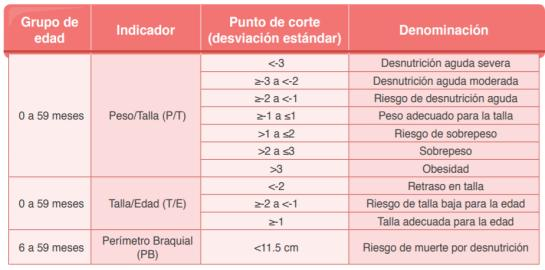 Grupo de edad Indicador Punto de corte (desviación estándar) Denominación
0 a 59 meses Peso/Talla (P/T) <-3 Desnutrición aguda severa
≥-3 a <-2 Desnutrición aguda moderada
≥-2 a <-1 Riesgo de desnutrición aguda
≥-1 a ≤1 Peso adecuado para la talla
>1 a ≤2 Riesgo de sobrepeso
>2 a ≤3 Sobrepeso
>3 Obesidad
0 a 59 meses Talla/Edad (T/E) <-2 Retraso en talla
≥-2 a <-1 Riesgo de talla baja para la edad
≥-1 Talla adecuada para la edad
6 a 59 meses Perímetro Braquial (PB) <11.5 cm Riesgo de muerte por desnutrición